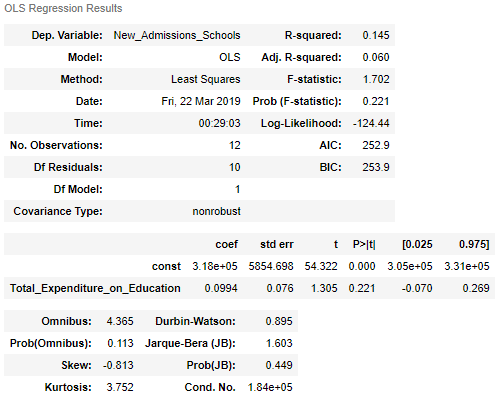 OLS Regression Results
Dep. Variable: New_Admissions_Schools R-squared: 0.145
Model: OLS Adj. R-squared: 0.060
Method: Least Squares F-statistic: 1.702
Date: Fri, 22 Mar 2019 Prob (F-statistic): 0.221
Time: 00:29:03 Log-Likelihood: -124.44
No. Observations: 12 AIC: 252.9
Df Residuals: 10 BIC: 253.9
Df Model: 1
Covariance Type: nonrobust
coef std err t P>|t| [0.025 0.975]
const 3.18e+05 5854.698 54.322 0.000 3.05e+05 3.31e+05
Total_Expenditure_on_Education 0.0994 0.076 1.305 0.221 -0.070 0.269
Omnibus: 4.365 Durbin-Watson: 0.895
Prob(Omnibus): 0.113 Jarque-Bera (JB): 1.603
Skew: -0.813 Prob(JB): 0.449
Kurtosis: 3.752 Cond. No. 1.84e+05